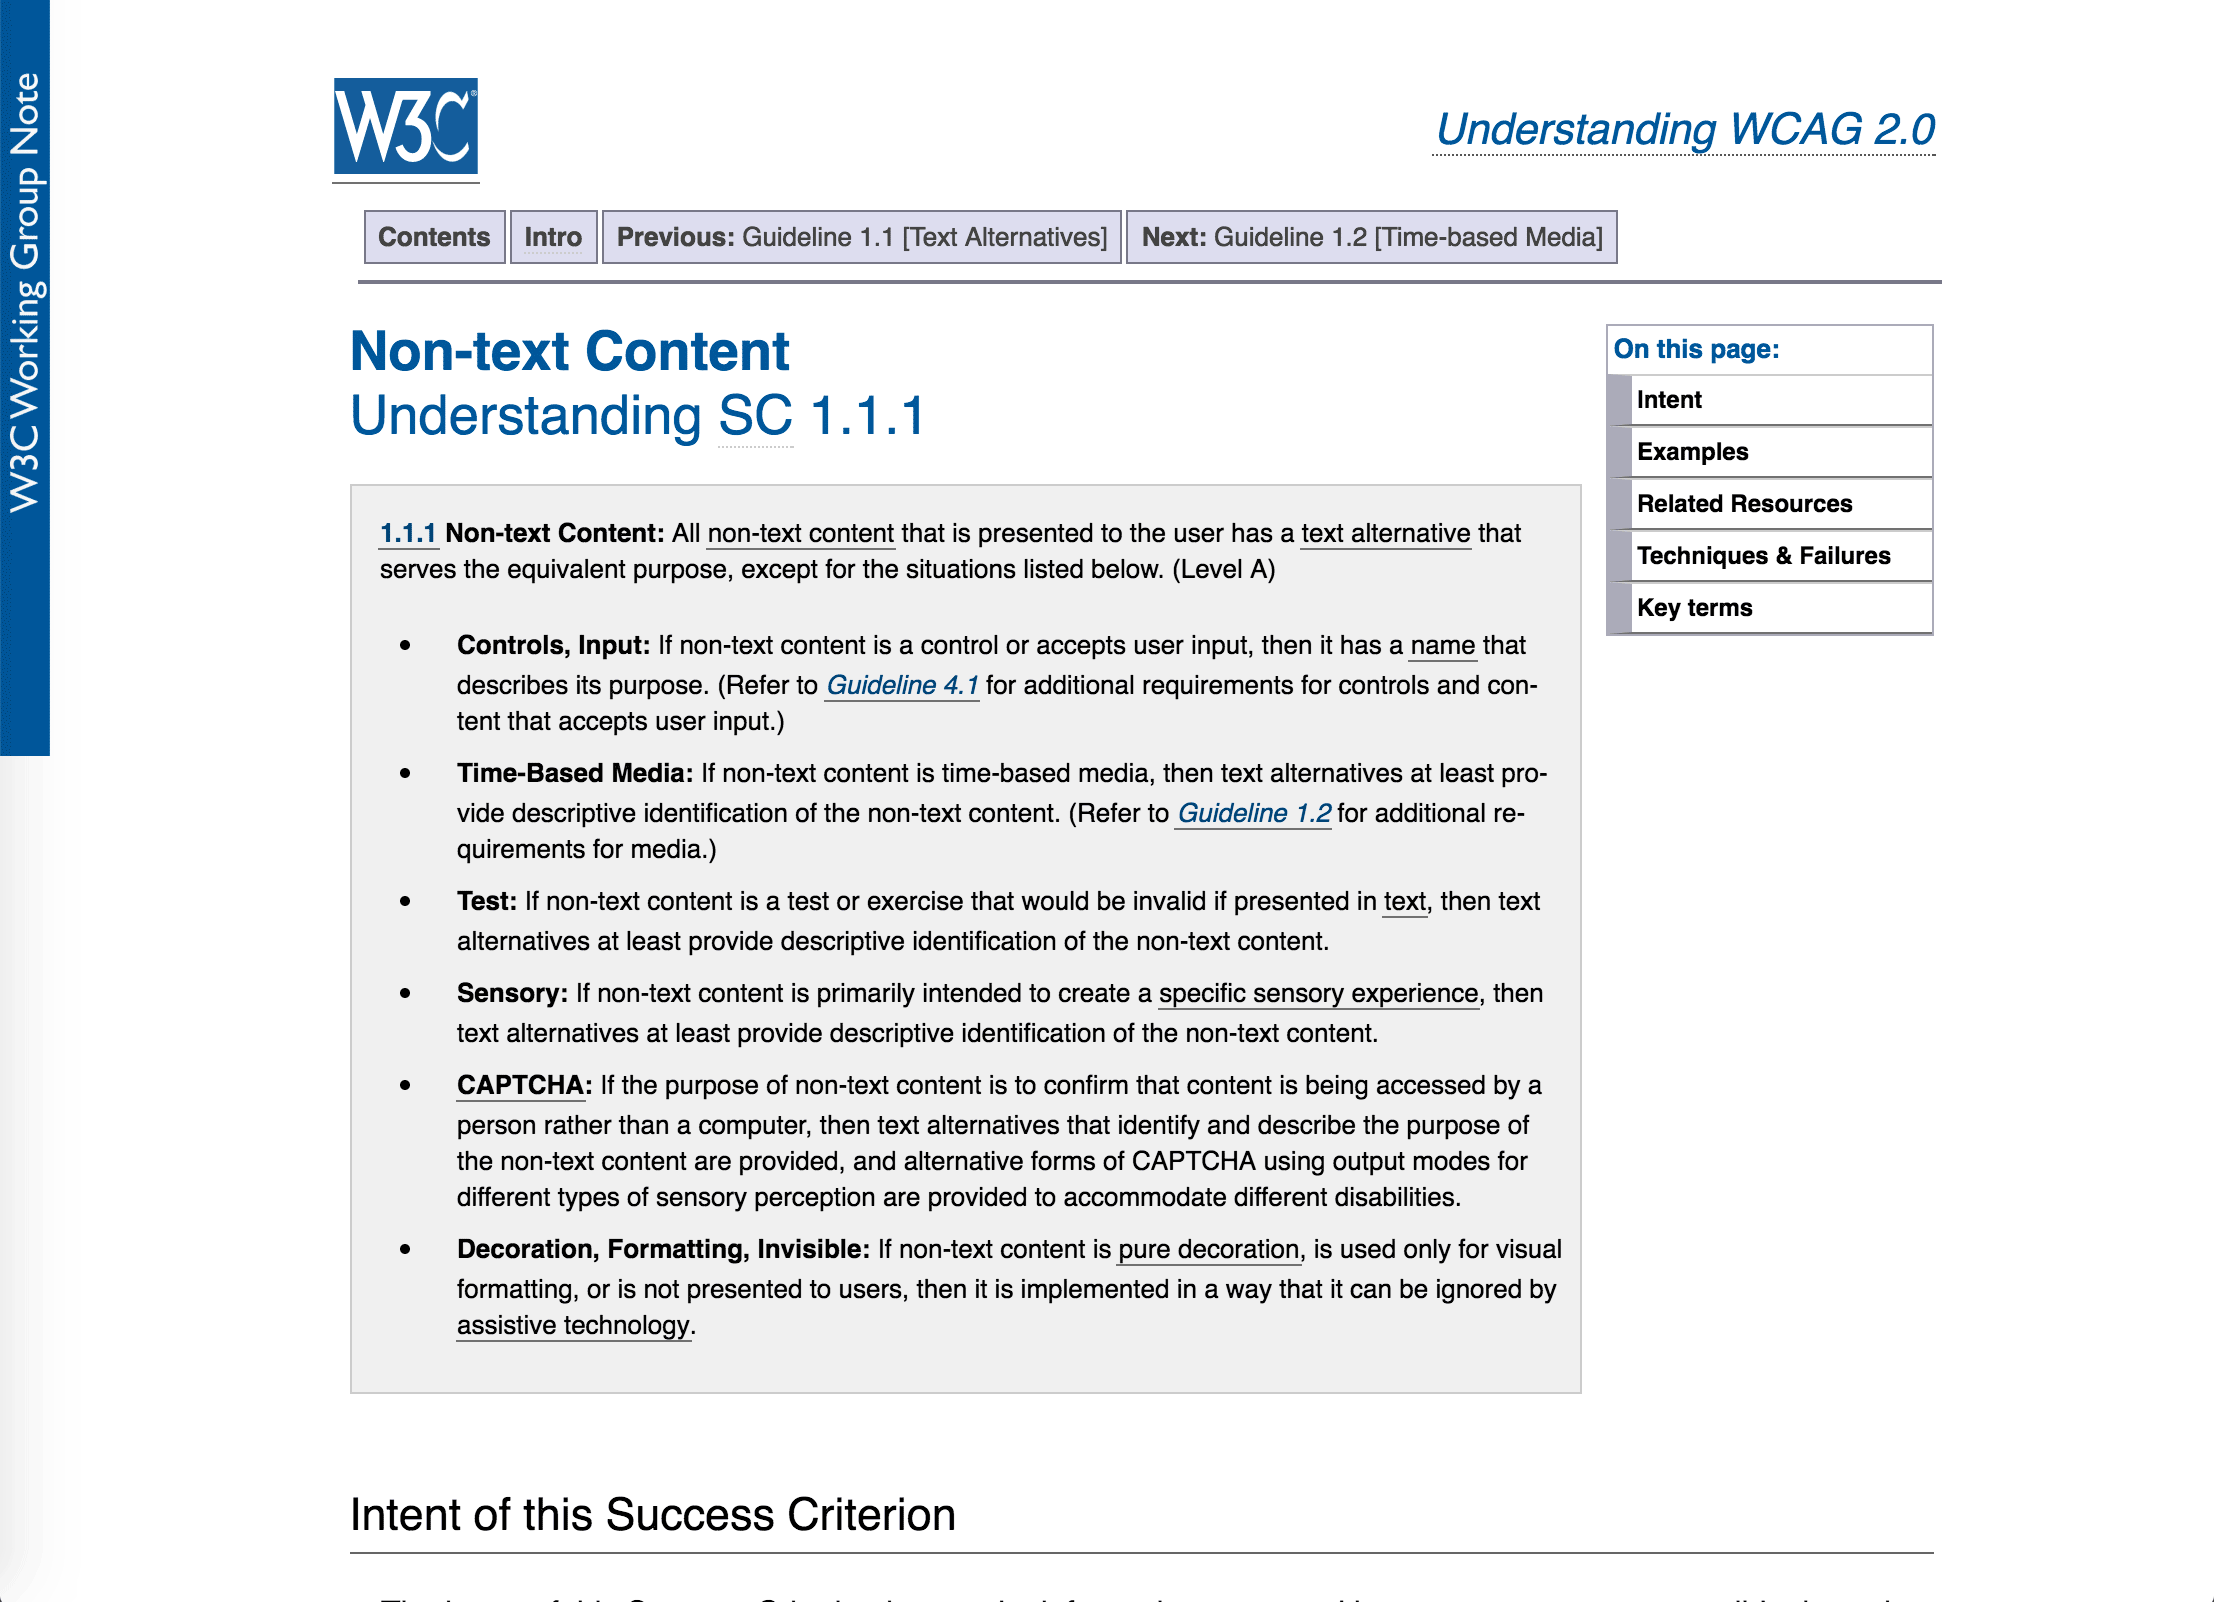 W3C Working Group Note
W3C®
Understanding WCAG 2.0
Contents
Intro
Previous: Guideline 1.1 [Text Alternatives]
Next: Guideline 1.2 [Time-based Media]
Non-text Content
Understanding SC 1.1.1
On this page:
Intent
Examples
Related Resources
Techniques & Failures
Key terms
1.1.1 Non-text Content: All non-text content that is presented to the user has a text alternative that
serves the equivalent purpose, except for the situations listed below. (Level A)
• Controls, Input: If non-text content is a control or accepts user input, then it has a name that
describes its purpose. (Refer to Guideline 4.1 for additional requirements for controls and con-
tent that accepts user input.)
• Time-Based Media: If non-text content is time-based media, then text alternatives at least pro-
vide descriptive identification of the non-text content. (Refer to Guideline 1.2 for additional re-
quirements for media.)
• Test: If non-text content is a test or exercise that would be invalid if presented in text, then text
alternatives at least provide descriptive identification of the non-text content.
• Sensory: If non-text content is primarily intended to create a specific sensory experience, then
text alternatives at least provide descriptive identification of the non-text content.
• CAPTCHA: If the purpose of non-text content is to confirm that content is being accessed by a
person rather than a computer, then text alternatives that identify and describe the purpose of
the non-text content are provided, and alternative forms of CAPTCHA using output modes for
different types of sensory perception are provided to accommodate different disabilities.
• Decoration, Formatting, Invisible: If non-text content is pure decoration, is used only for visual
formatting, or is not presented to users, then it is implemented in a way that it can be ignored by
assistive technology.
Intent of this Success Criterion